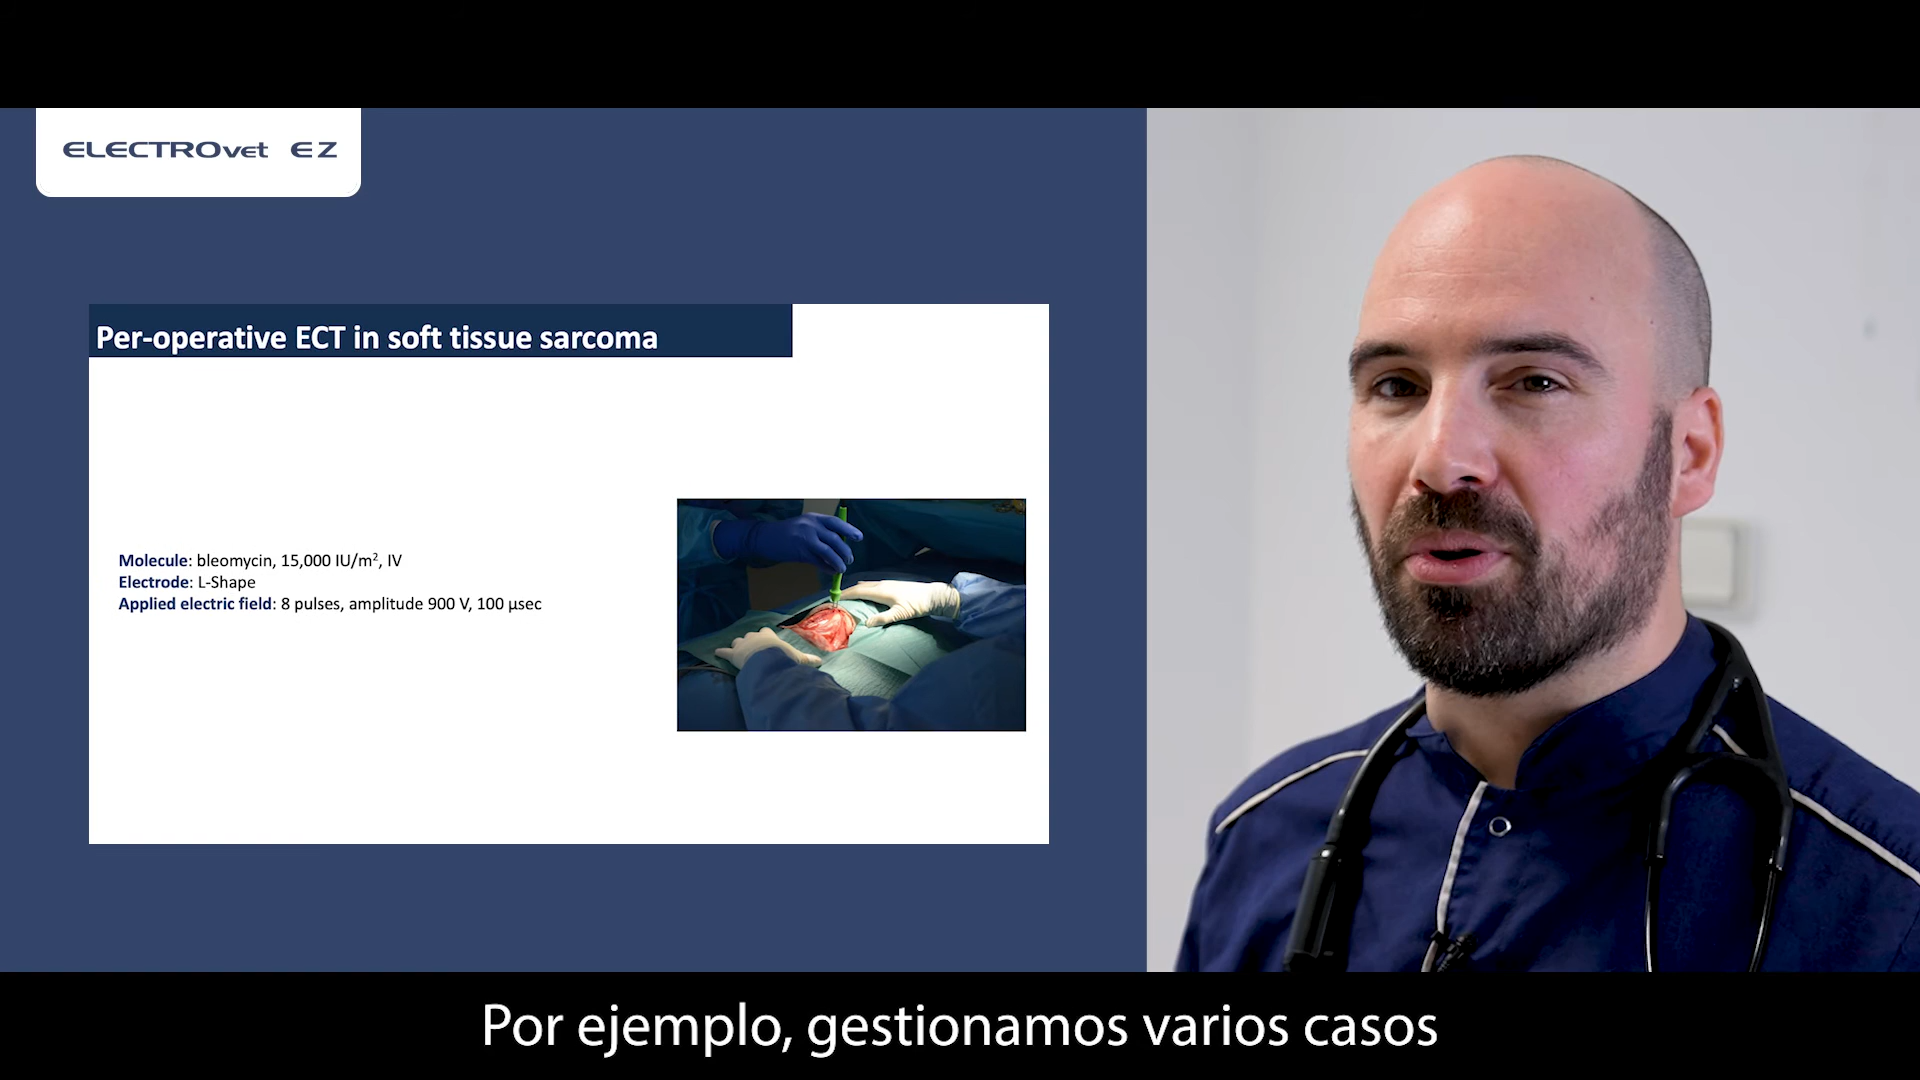 ELECTROvet EZ
Per-operative ECT in soft tissue sarcoma
Molecule: bleomycin, 15,000 IU/m², IV
Electrode: L-Shape
Applied electric field: 8 pulses, amplitude 900 V, 100 µsec
Por ejemplo, gestionamos varios casos